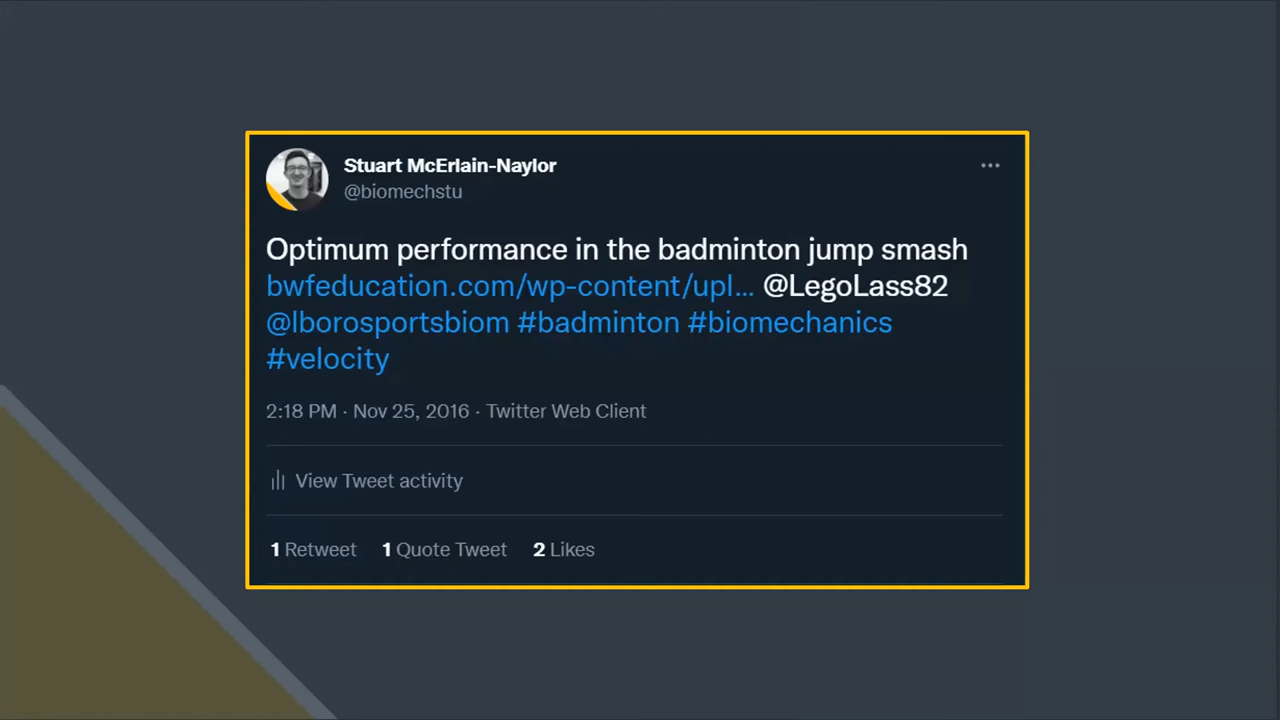 Stuart McErlain-Naylor
@biomechstu
Optimum performance in the badminton jump smash
bwfeducation.com/wp-content/upl... @LegoLass82
@lborosportsbiom #badminton #biomechanics
#velocity
2:18 PM · Nov 25, 2016 · Twitter Web Client
View Tweet activity
1 Retweet 1 Quote Tweet 2 Likes